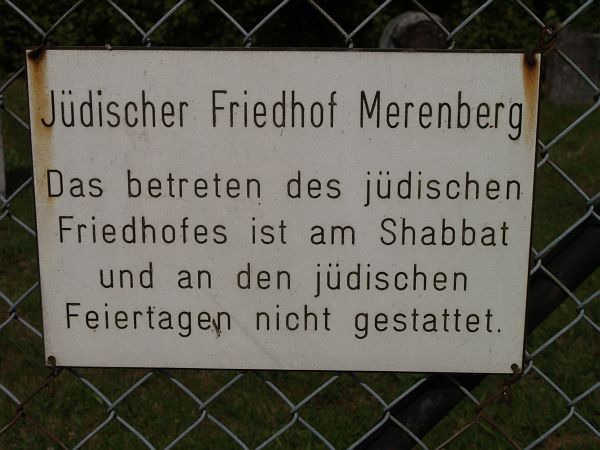 Jüdischer Friedhof Merenberg
Das betreten des jüdischen
Friedhofes ist am Shabbat
und an den jüdischen
Feiertagen nicht gestattet.